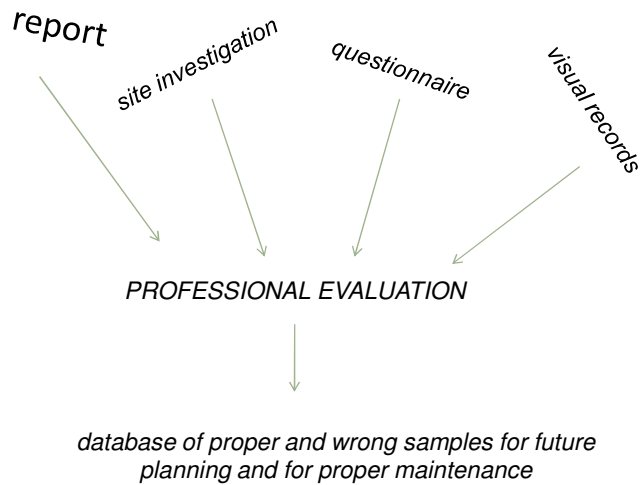 report
site investigation
questionnaire
visual records
PROFESSIONAL EVALUATION
database of proper and wrong samples for future
planning and for proper maintenance